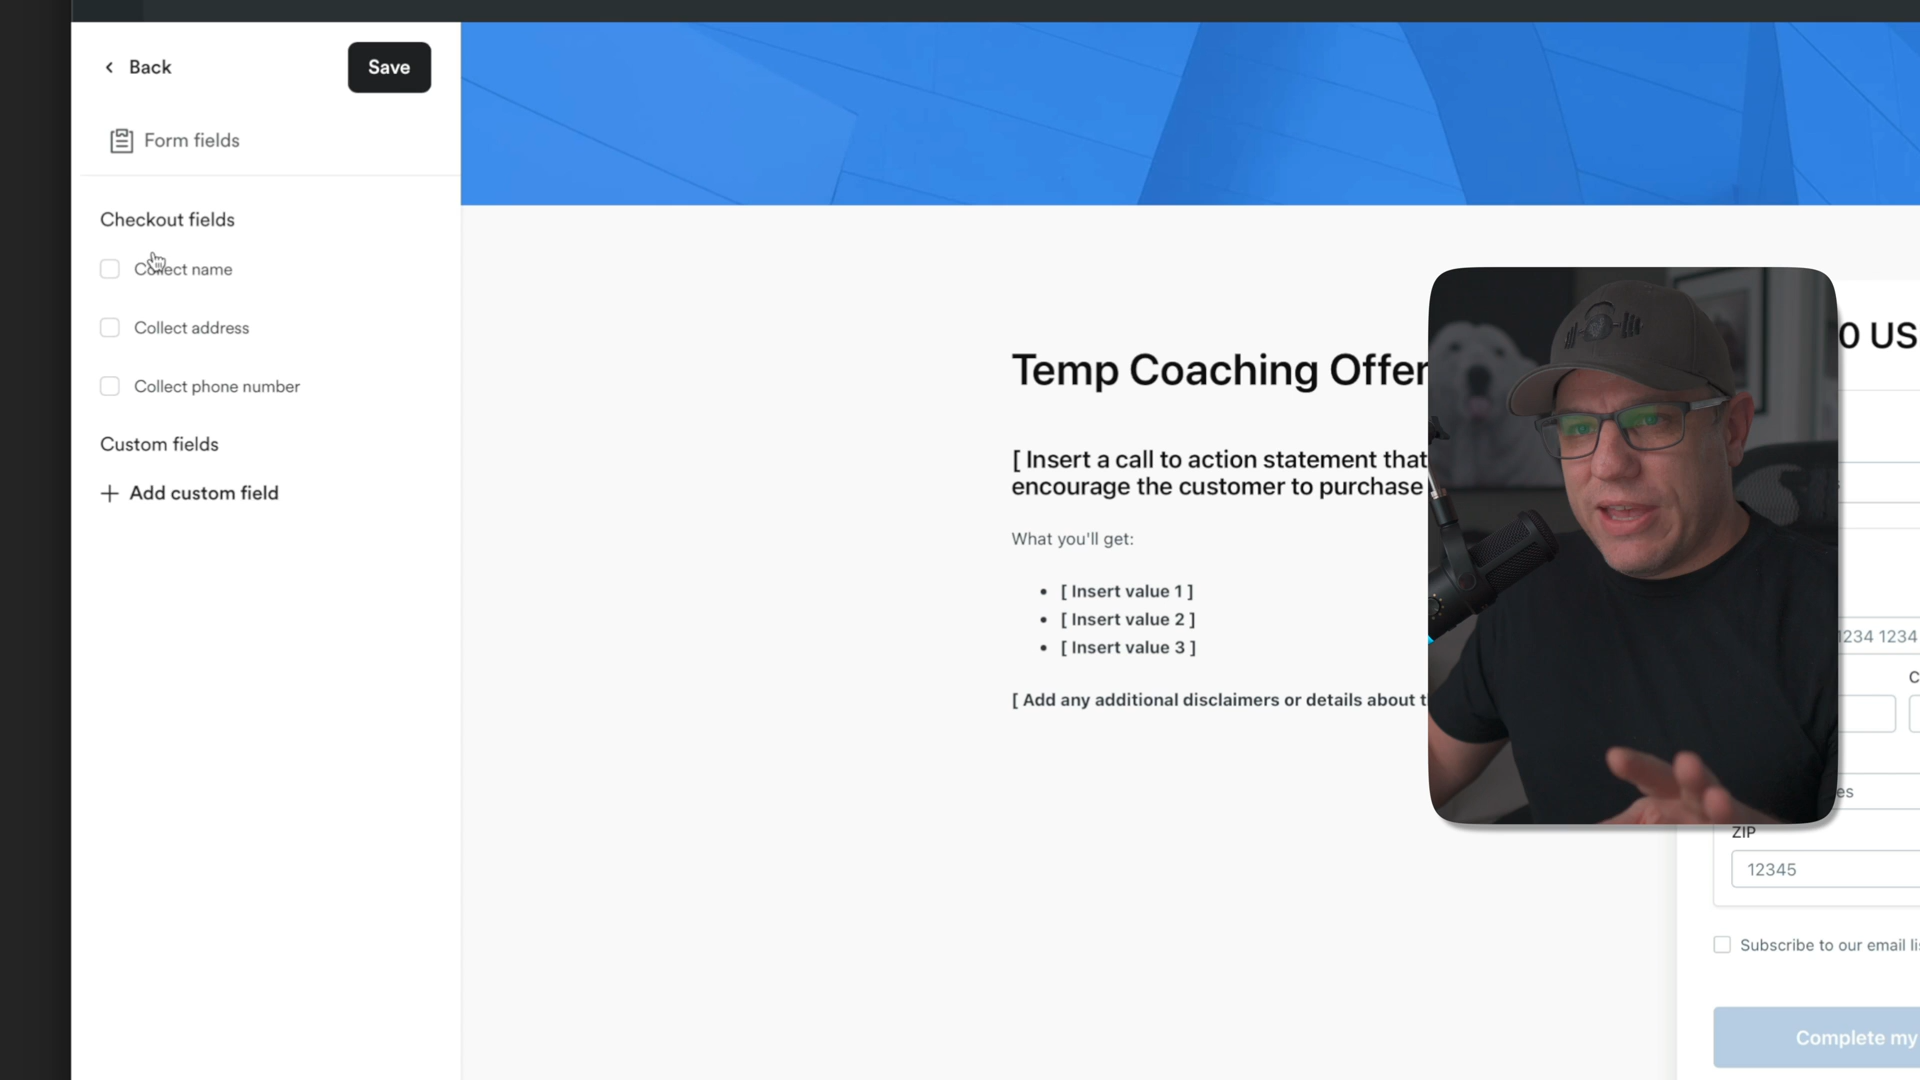 Back
Save
Form fields
Checkout fields
Collect name
Collect address
Collect phone number
Custom fields
Add custom field
Temp Coaching Offer
[ Insert a call to action statement that
encourage the customer to purchase
What you'll get:
• [ Insert value 1 ]
• [ Insert value 2 ]
• [ Insert value 3 ]
[ Add any additional disclaimers or details about t
0 US
1234 1234
C
es
ZIP
12345
Subscribe to our email li
Complete my